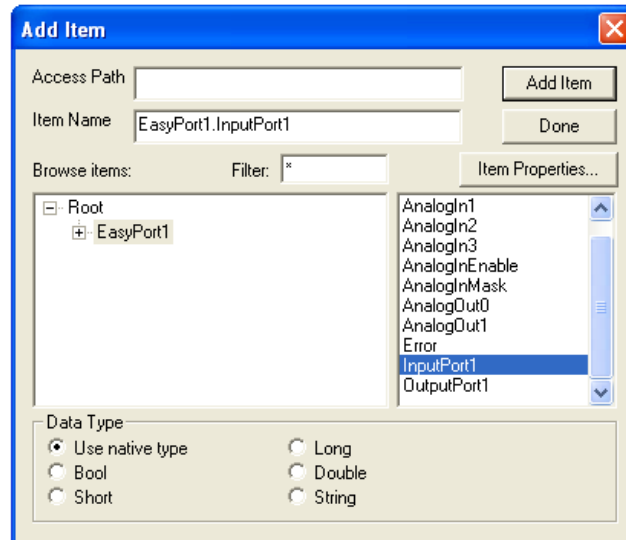 Add Item
Access Path
Add Item
Item Name
EasyPort1.InputPort1
Done
Browse items:
Filter:
*
Item Properties...
Root
EasyPort1
AnalogIn1
AnalogIn2
AnalogIn3
AnalogInEnable
AnalogInMask
AnalogOut0
AnalogOut1
Error
InputPort1
OutputPort1
Data Type
Use native type
Long
Bool
Double
Short
String